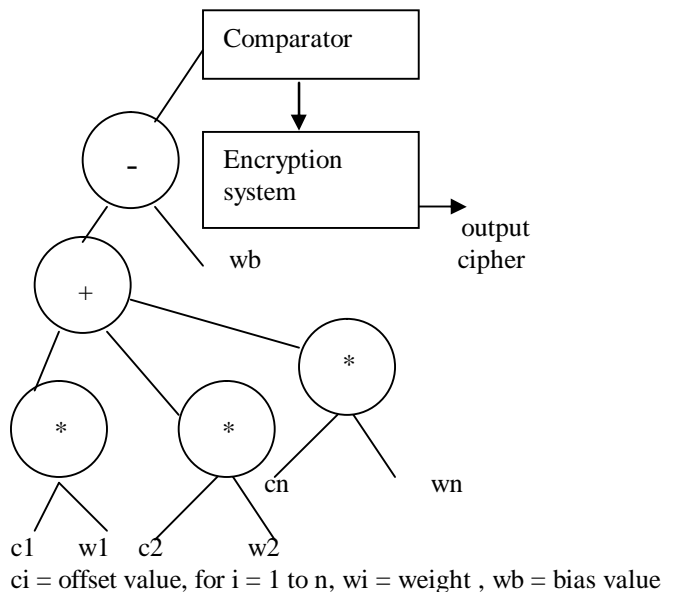 Comparator
-
Encryption
system
output
cipher
wb
+
*
*
*
cn
wn
c1 w1 c2 w2
ci = offset value, for i = 1 to n, wi = weight , wb = bias value